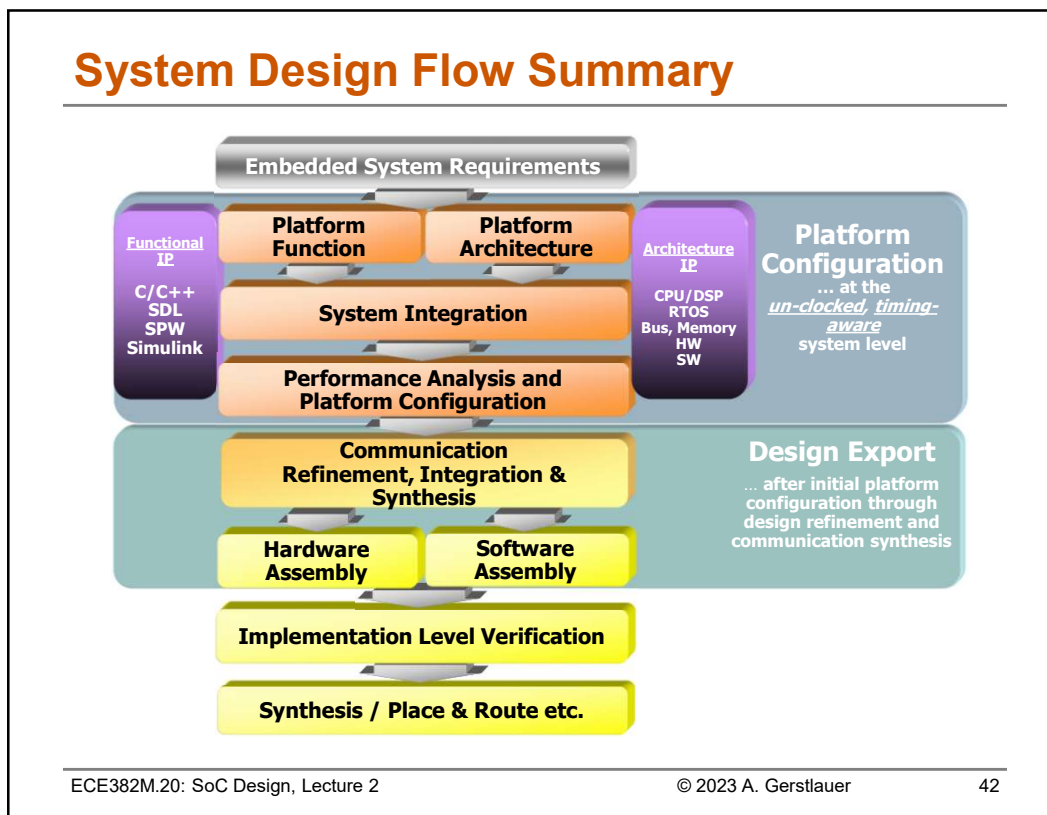 System Design Flow Summary
Embedded System Requirements
Functional
IP
C/C++
SDL
SPW
Simulink
Platform
Function
Platform
Architecture
Architecture
IP
CPU/DSP
RTOS
Bus, Memory
HW
SW
Platform
Configuration
... at the
un-clocked, timing-
aware
system level
System Integration
Performance Analysis and
Platform Configuration
Communication
Refinement, Integration &
Synthesis
Design Export
... after initial platform
configuration through
design refinement and
communication synthesis
Hardware
Assembly
Software
Assembly
Implementation Level Verification
Synthesis / Place & Route etc.
ECE382M.20: SoC Design, Lecture 2
© 2023 A. Gerstlauer
42